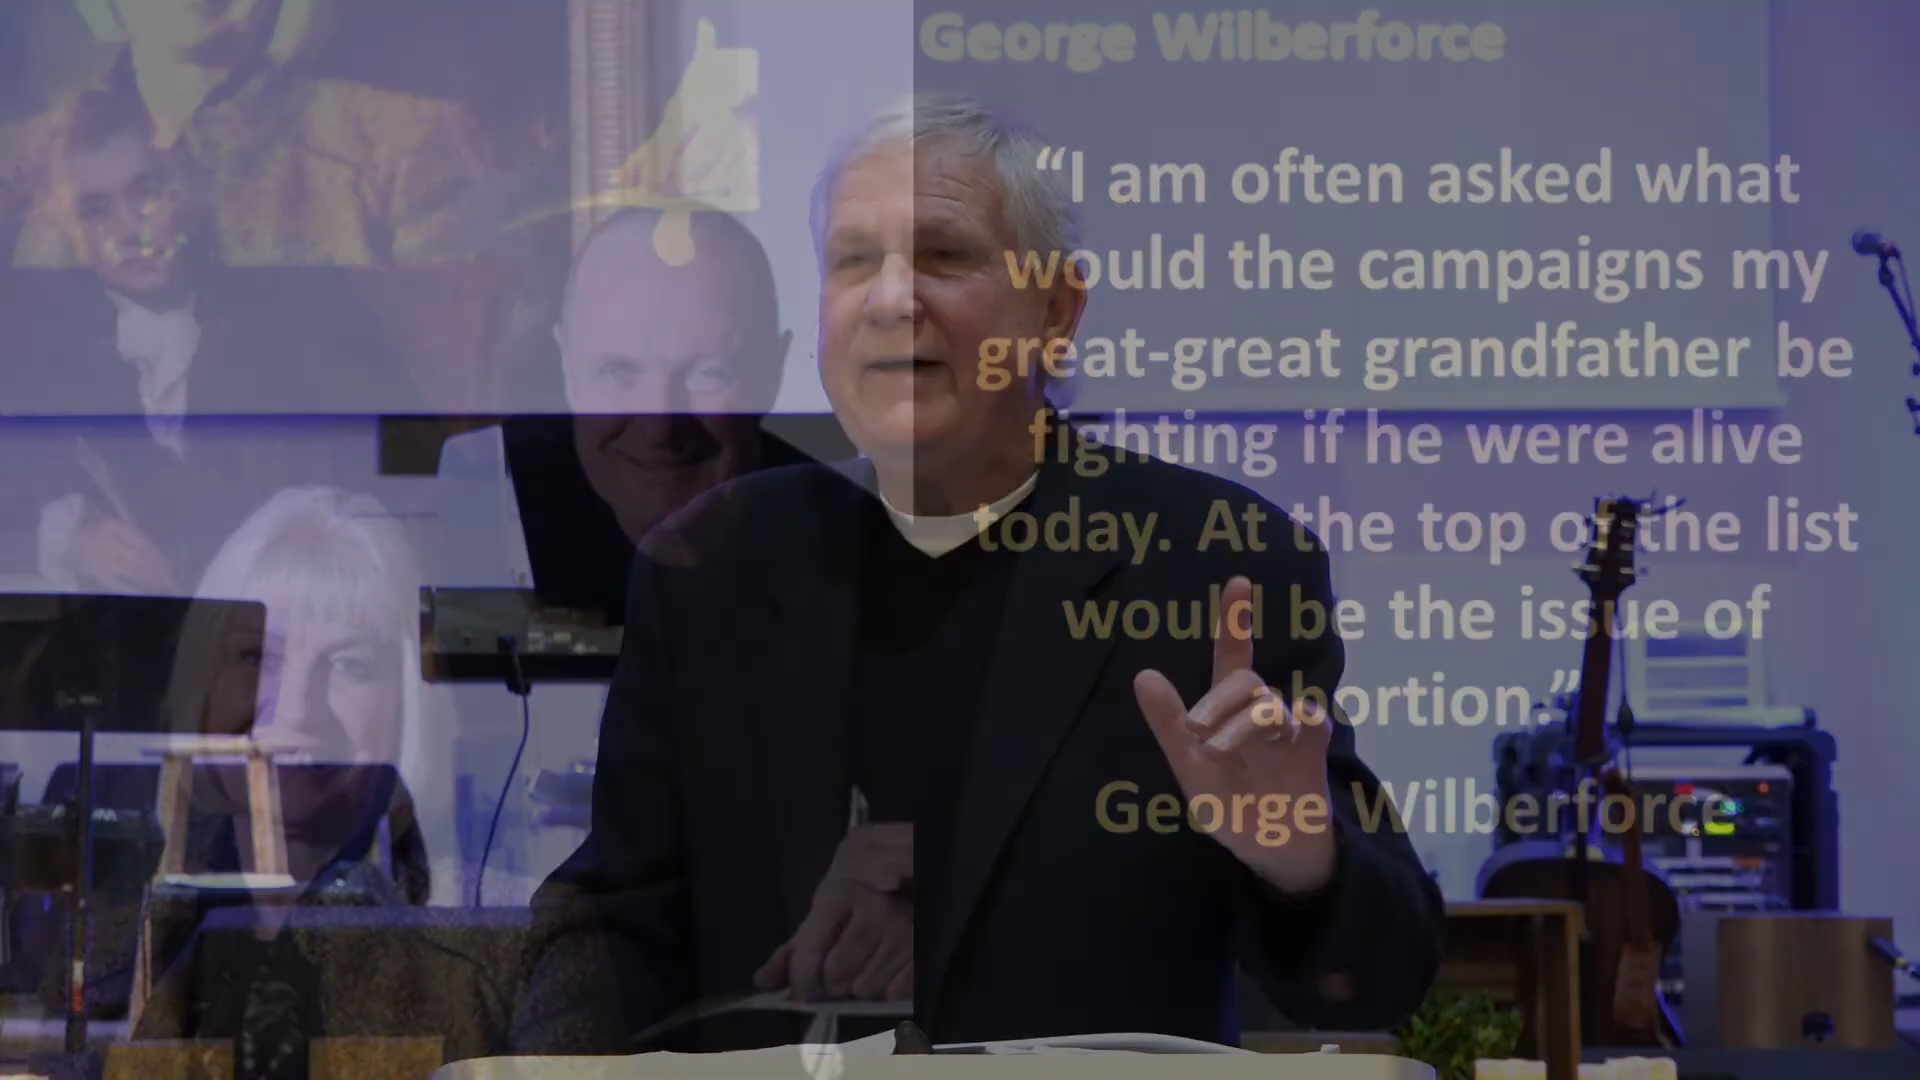 George Wilberforce
“I am often asked what
would the campaigns my
great-great grandfather be
fighting if he were alive
today. At the top of the list
would be the issue of
abortion.”
George Wilberforce